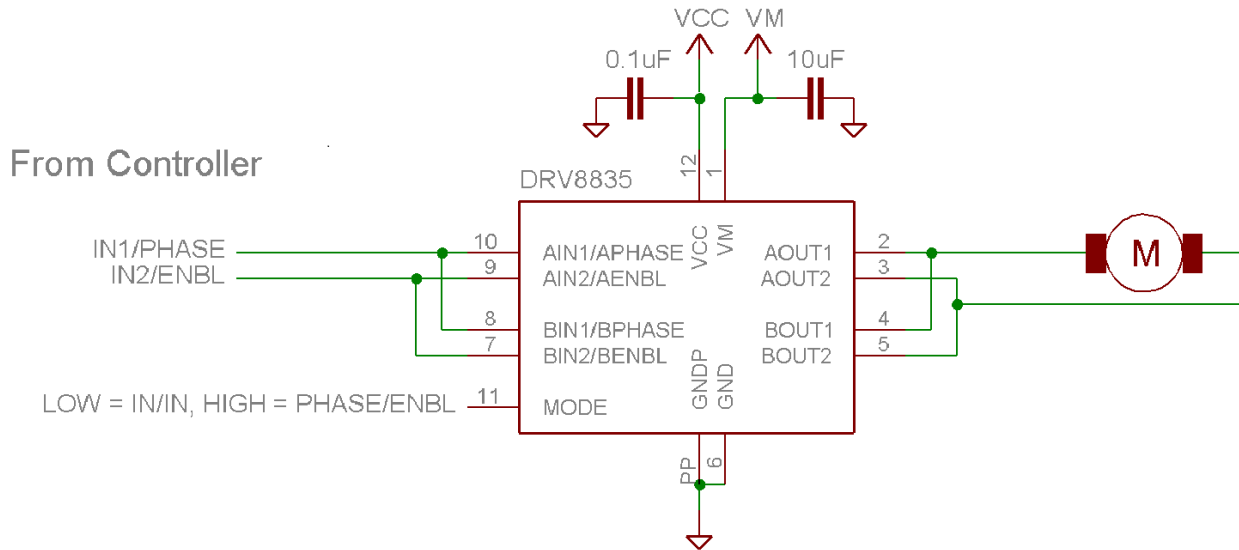 VCC VM
0.1uF 10uF
From Controller
12 1
DRV8835
VCC VM
IN1/PHASE 10 AIN1/APHASE AOUT1 2
IN2/ENBL 9 AIN2/AENBL AOUT2 3
M
8 BIN1/BPHASE BOUT1 4
7 BIN2/BENBL BOUT2 5
GNDP GND
LOW = IN/IN, HIGH = PHASE/ENBL 11 MODE
PP 6